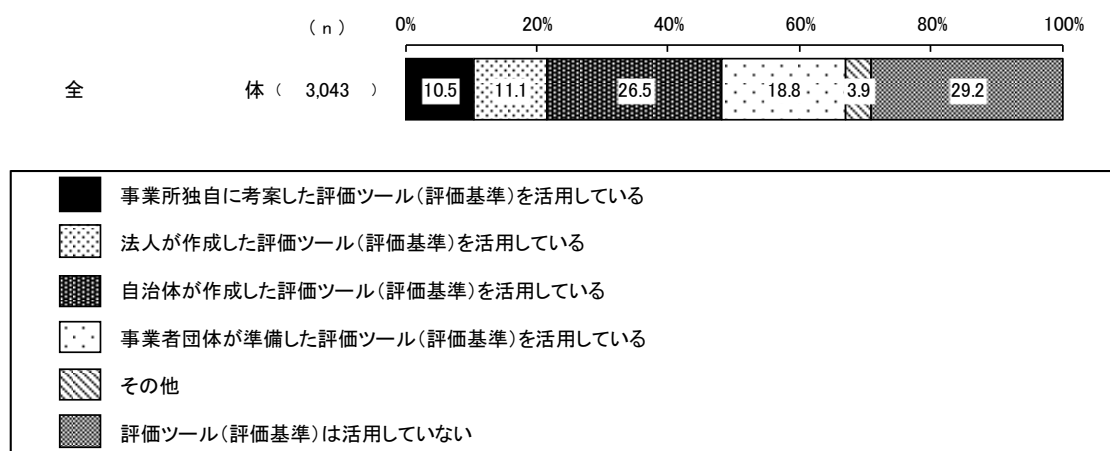 （ｎ） 0% 20% 40% 60% 80% 100%
全 体（ 3,043 ） 10.5 11.1 26.5 18.8 3.9 29.2
事業所独自に考案した評価ツール（評価基準）を活用している
法人が作成した評価ツール（評価基準）を活用している
自治体が作成した評価ツール（評価基準）を活用している
事業者団体が準備した評価ツール（評価基準）を活用している
その他
評価ツール（評価基準）は活用していない